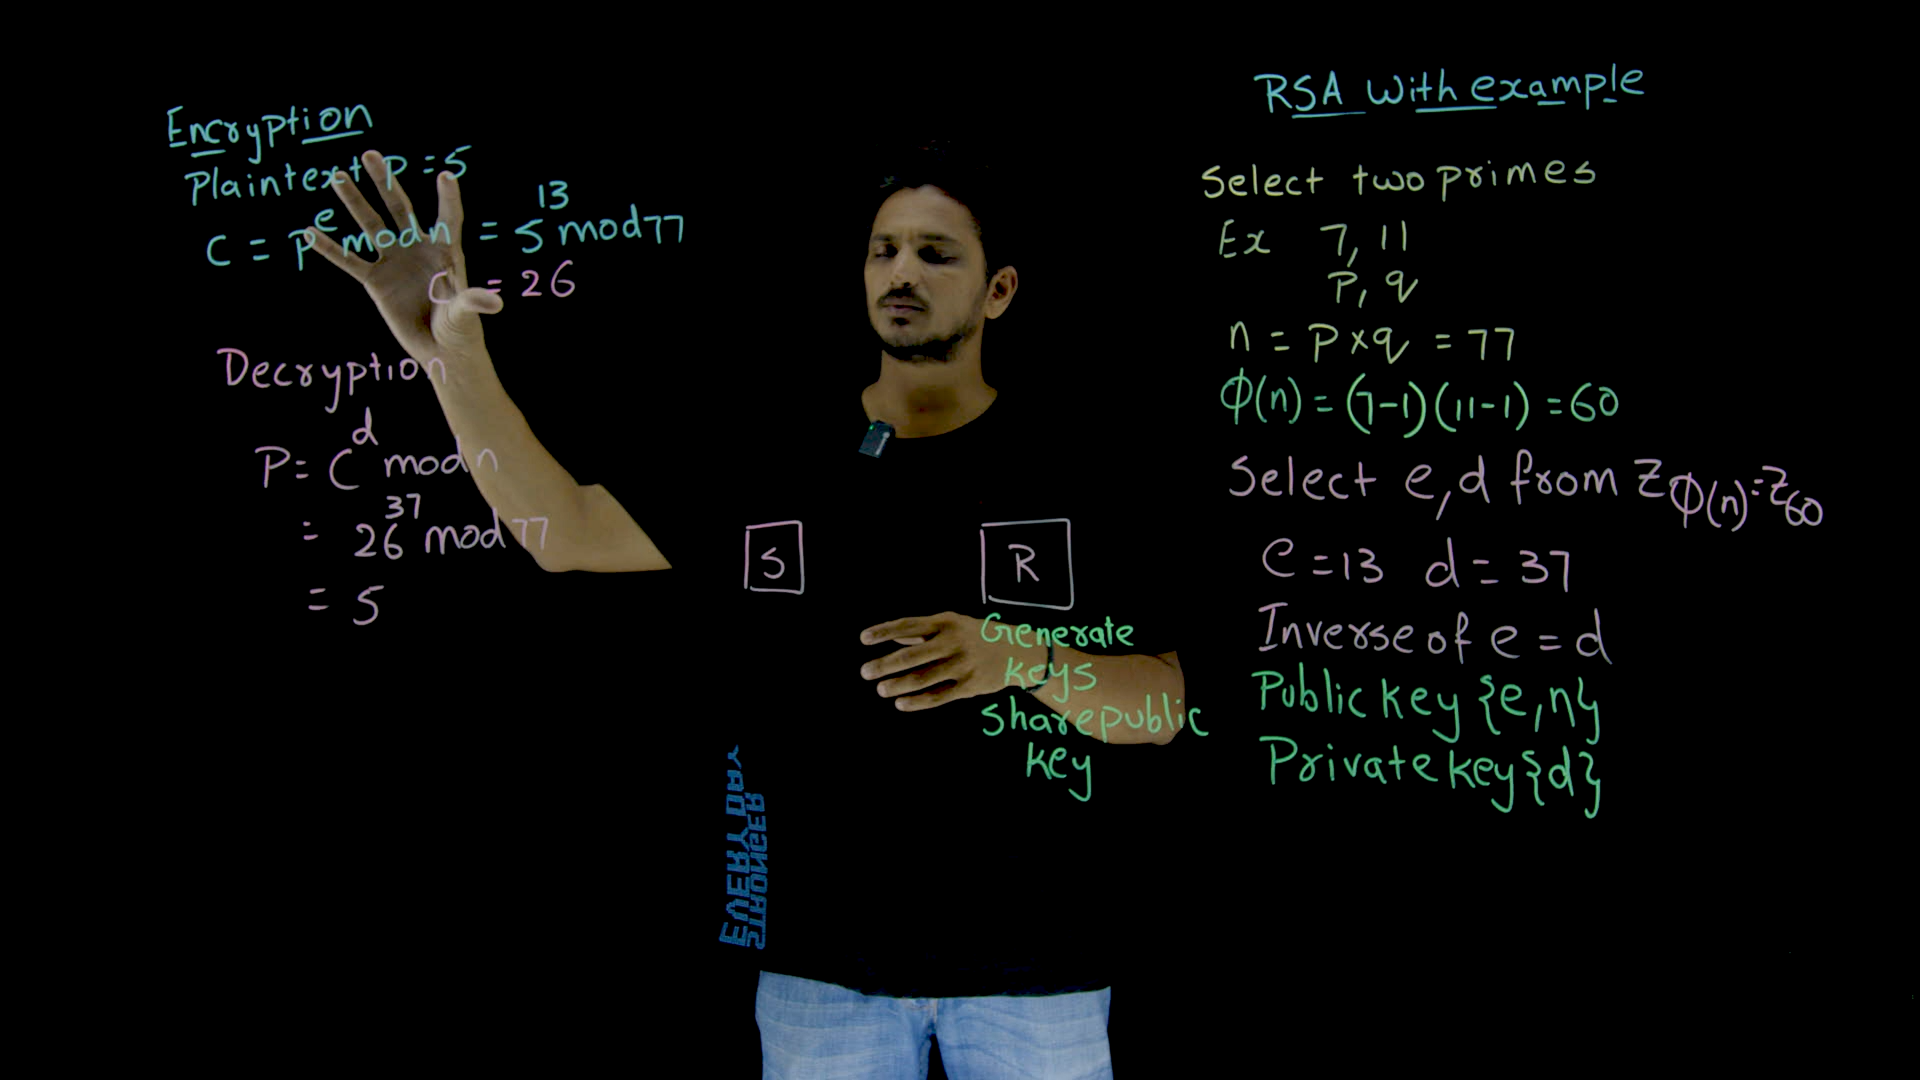 Encryption
Plaintext P = 5
C = P^e mod n = 5^13 mod 77
C = 26
Decryption
P = C^d mod n
= 26^37 mod 77
= 5
S
R
Generate
keys
Share public
key
EVERYDAY
STRONGER
RSA with example
Select two primes
Ex 7, 11
P, q
n = P × q = 77
Φ(n) = (7-1)(11-1) = 60
Select e, d from Z_Φ(n) = Z_60
e = 13 d = 37
Inverse of e = d
Public key {e, n}
Private key {d}